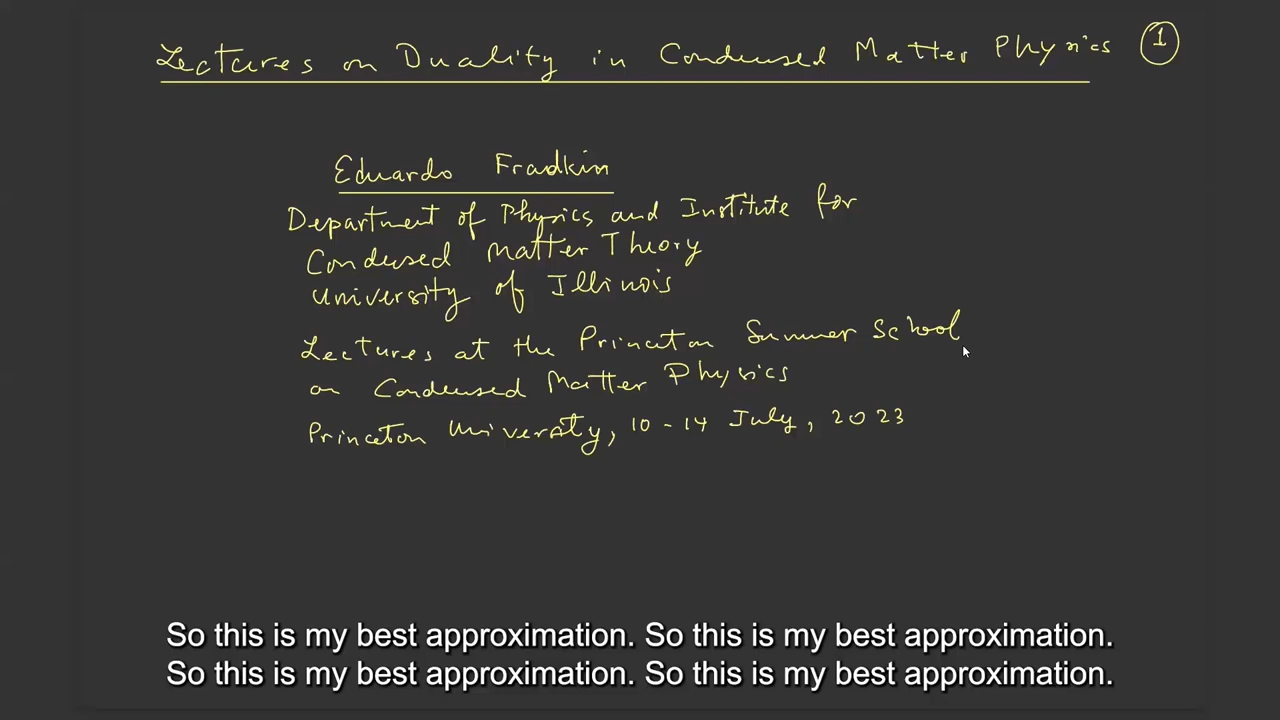 Lectures on Duality in Condensed Matter Physics 1
Eduardo Fradkin
Department of Physics and Institute for
Condensed Matter Theory
University of Illinois
Lectures at the Princeton Summer School
on Condensed Matter Physics
Princeton University, 10-14 July, 2023
So this is my best approximation. So this is my best approximation.
So this is my best approximation. So this is my best approximation.